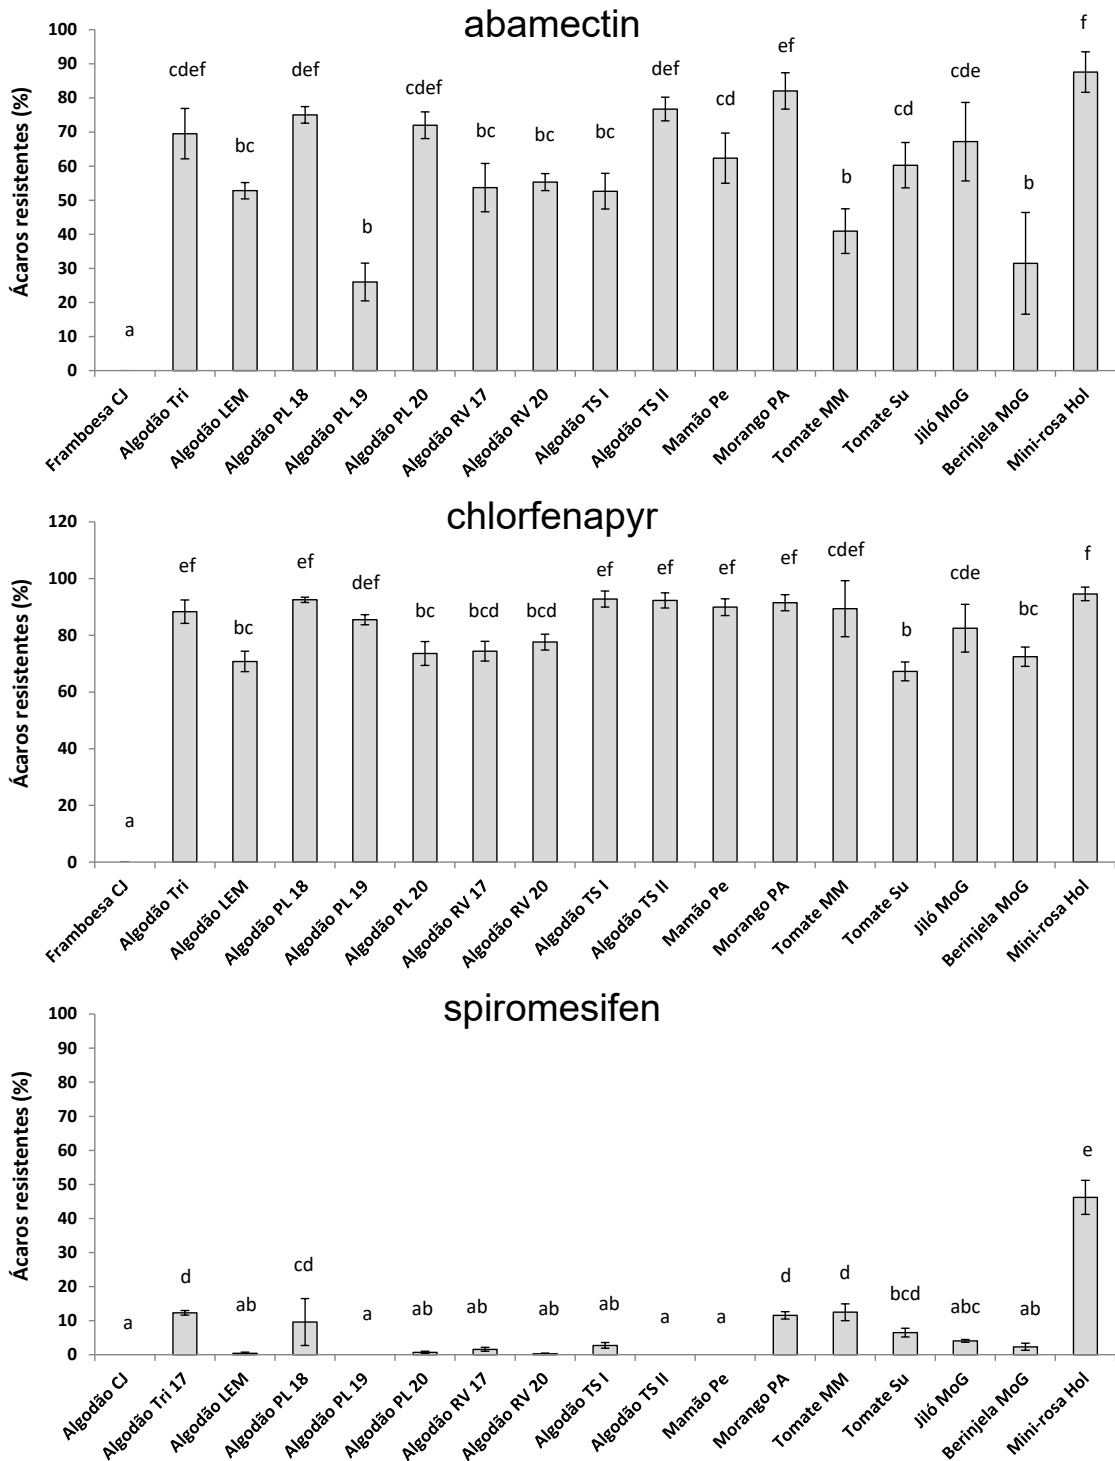 abamectin
Ácaros resistentes (%)
100
90
80
70
60
50
40
30
20
10
0
a
cdef
bc
def
b
cdef
bc
bc
bc
def
cd
ef
b
cd
cde
b
f
Framboesa CJ
Algodão Tri
Algodão LEM
Algodão PL 18
Algodão PL 19
Algodão PL 20
Algodão RV 17
Algodão RV 20
Algodão TS I
Algodão TS II
Mamão Pe
Morango PA
Tomate MM
Tomate Su
Jiló MoG
Berinjela MoG
Mini-rosa Hol
chlorfenapyr
Ácaros resistentes (%)
120
100
80
60
40
20
0
a
ef
bc
ef
def
bc
bcd
bcd
ef
ef
ef
ef
cdef
b
cde
bc
f
Framboesa CJ
Algodão Tri
Algodão LEM
Algodão PL 18
Algodão PL 19
Algodão PL 20
Algodão RV 17
Algodão RV 20
Algodão TS I
Algodão TS II
Mamão Pe
Morango PA
Tomate MM
Tomate Su
Jiló MoG
Berinjela MoG
Mini-rosa Hol
spiromesifen
Ácaros resistentes (%)
100
90
80
70
60
50
40
30
20
10
0
a
d
ab
cd
a
ab
ab
ab
ab
a
a
d
d
bcd
abc
ab
e
Algodão CJ
Algodão Tri 17
Algodão LEM
Algodão PL 18
Algodão PL 19
Algodão PL 20
Algodão RV 17
Algodão RV 20
Algodão TS I
Algodão TS II
Mamão Pe
Morango PA
Tomate MM
Tomate Su
Jiló MoG
Berinjela MoG
Mini-rosa Hol